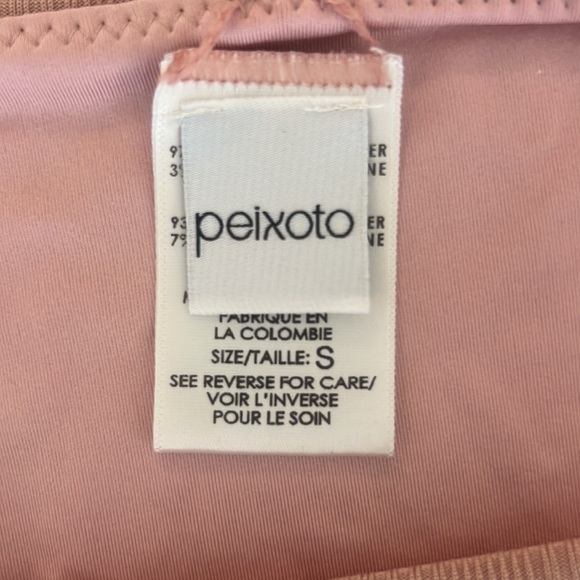 peixoto
FABRIQUE EN
LA COLOMBIE
SIZE/TAILLE: S
SEE REVERSE FOR CARE/
VOIR L'INVERSE
POUR LE SOIN